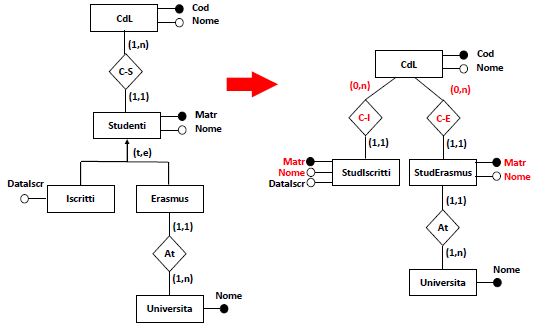 Cod
CdL
Nome
(1,n)
C-S
(1,1)
Matr
Studenti
Nome
(t,e)
DataIscr
Iscritti
Erasmus
(1,1)
At
(1,n)
Nome
Universita
Cod
CdL
Nome
(0,n)
(0,n)
C-I
C-E
(1,1)
(1,1)
Matr
Nome
DataIscr
StudIscritti
StudErasmus
Matr
Nome
(1,1)
At
(1,n)
Nome
Universita